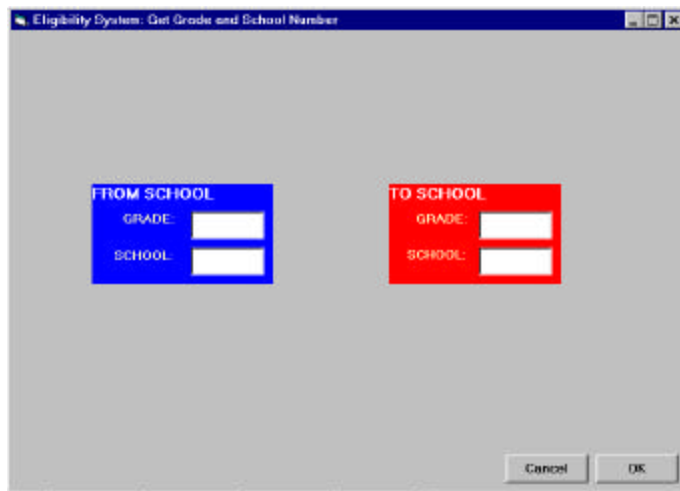 Eligibility System: Get Grade and School Number
FROM SCHOOL
GRADE:
SCHOOL:
TO SCHOOL
GRADE:
SCHOOL:
Cancel
OK